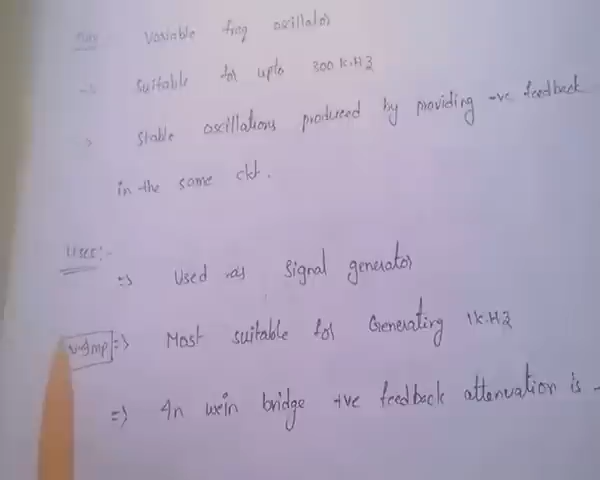 variable freq oscillator
=> suitable for upto 300 K.HZ
=> stable oscillations produced by providing -ve feedback
in the same ckt.
Uses:-
=> Used as signal generator
V.Imp => Most suitable for Generating 1K.HZ
=> In wein bridge +ve feedback attenuation is